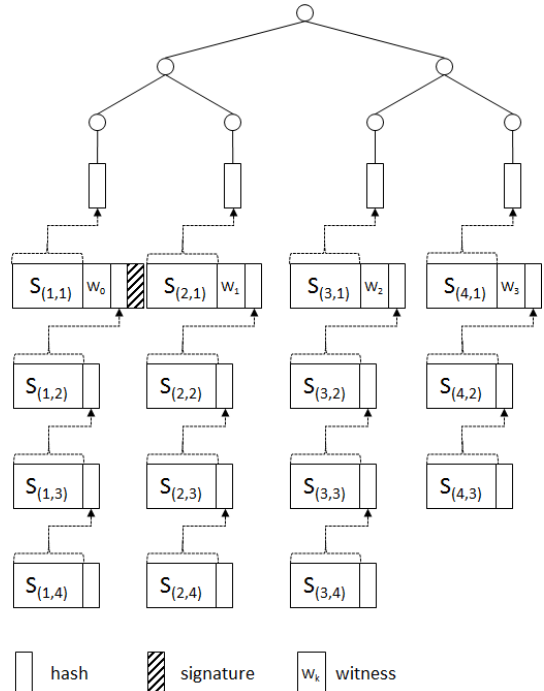 S(1,1) W0 S(2,1) W1 S(3,1) W2 S(4,1) W3
S(1,2) S(2,2) S(3,2) S(4,2)
S(1,3) S(2,3) S(3,3) S(4,3)
S(1,4) S(2,4) S(3,4)
hash signature Wk witness